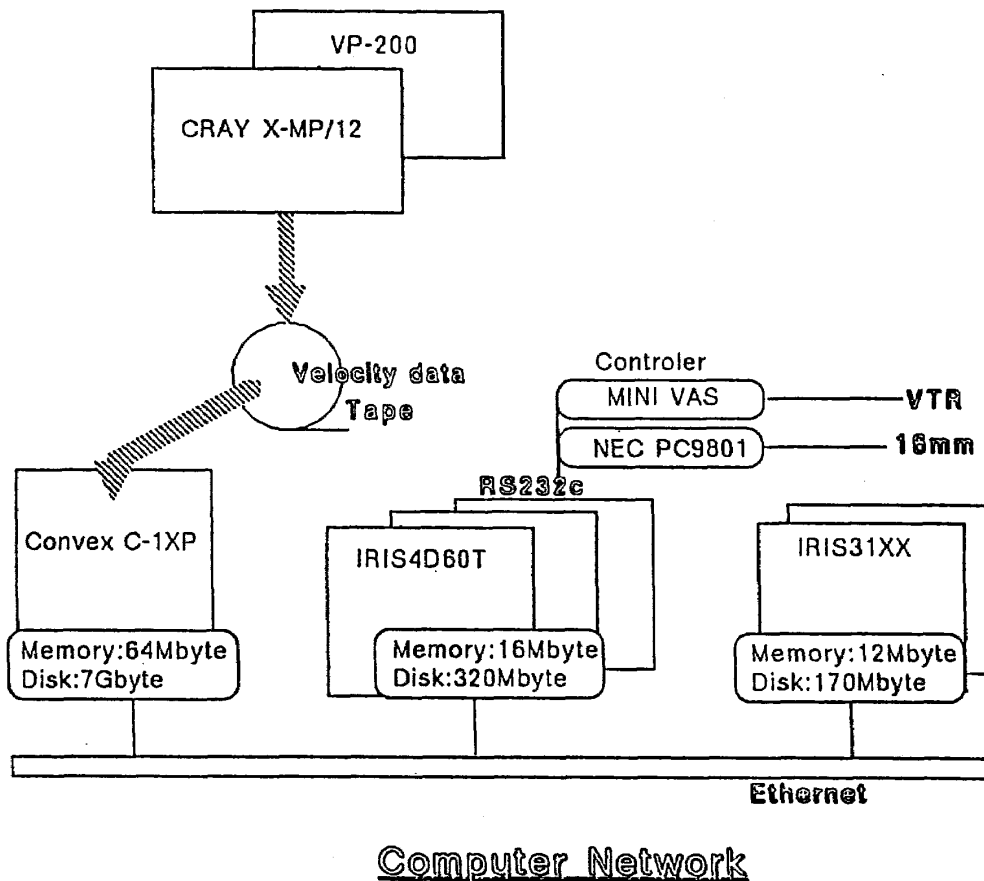 VP-200
CRAY X-MP/12
Velocity data
Tape
Controler
MINI VAS
VTR
NEC PC9801
16mm
RS232c
Convex C-1XP
IRIS4D60T
IRIS31XX
Memory:64Mbyte
Disk:7Gbyte
Memory:16Mbyte
Disk:320Mbyte
Memory:12Mbyte
Disk:170Mbyte
Ethernet
Computer Network